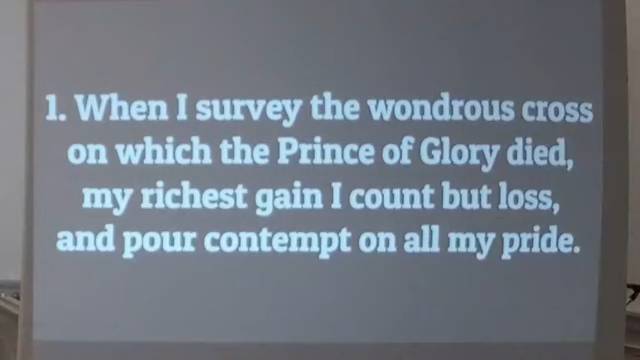 1. When I survey the wondrous cross
on which the Prince of Glory died,
my richest gain I count but loss,
and pour contempt on all my pride.